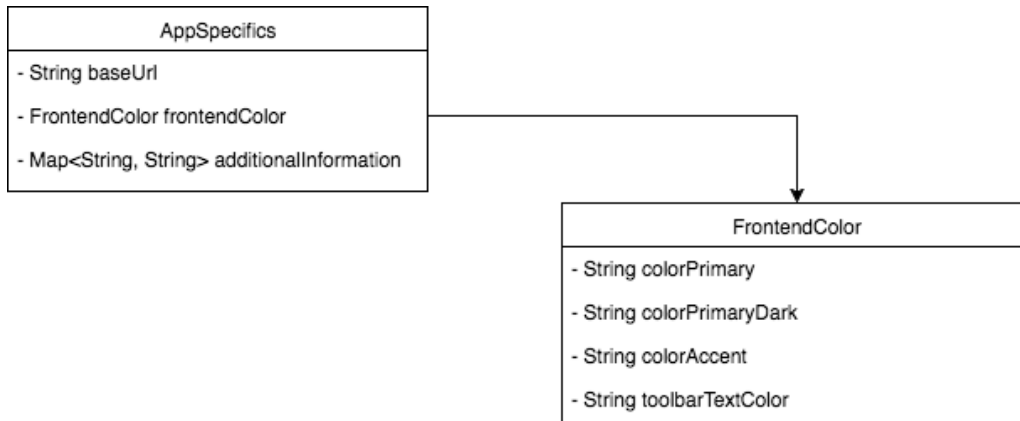 AppSpecifics
- String baseUrl
- FrontendColor frontendColor
- Map<String, String> additionalInformation
FrontendColor
- String colorPrimary
- String colorPrimaryDark
- String colorAccent
- String toolbarTextColor